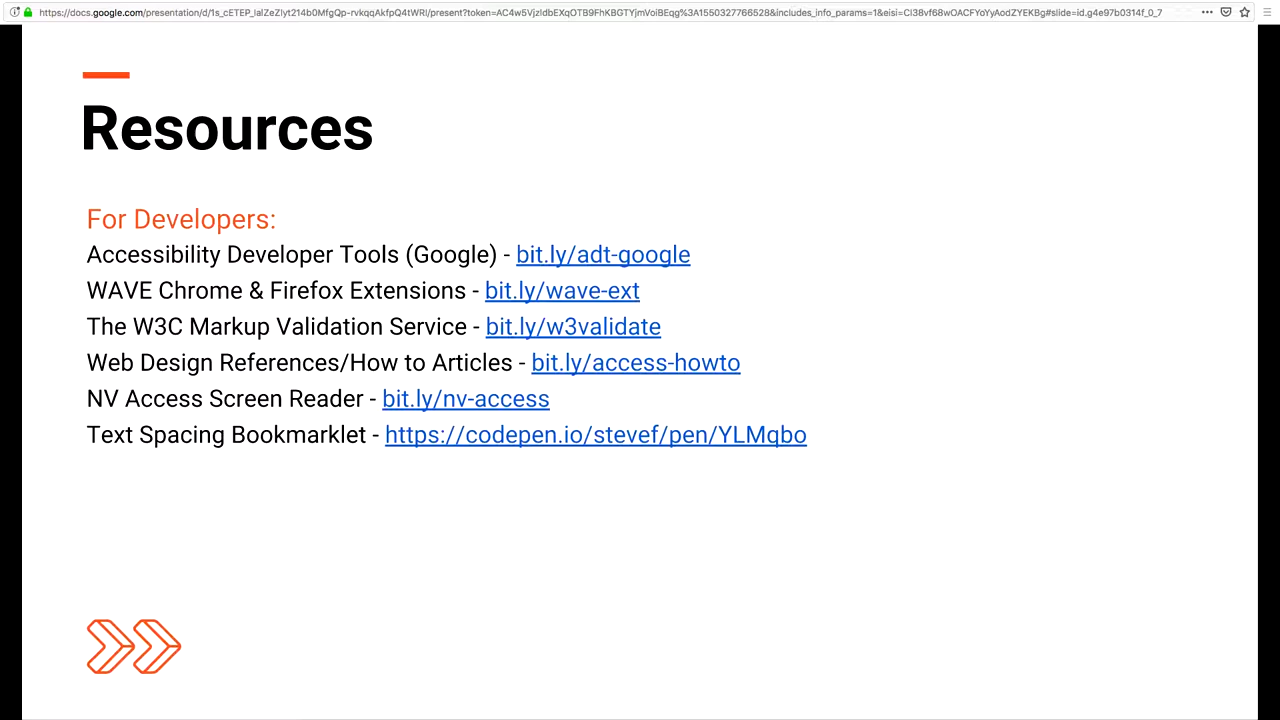 Resources
For Developers:
Accessibility Developer Tools (Google) - bit.ly/adt-google
WAVE Chrome & Firefox Extensions - bit.ly/wave-ext
The W3C Markup Validation Service - bit.ly/w3validate
Web Design References/How to Articles - bit.ly/access-howto
NV Access Screen Reader - bit.ly/nv-access
Text Spacing Bookmarklet - https://codepen.io/stevef/pen/YLMqbo